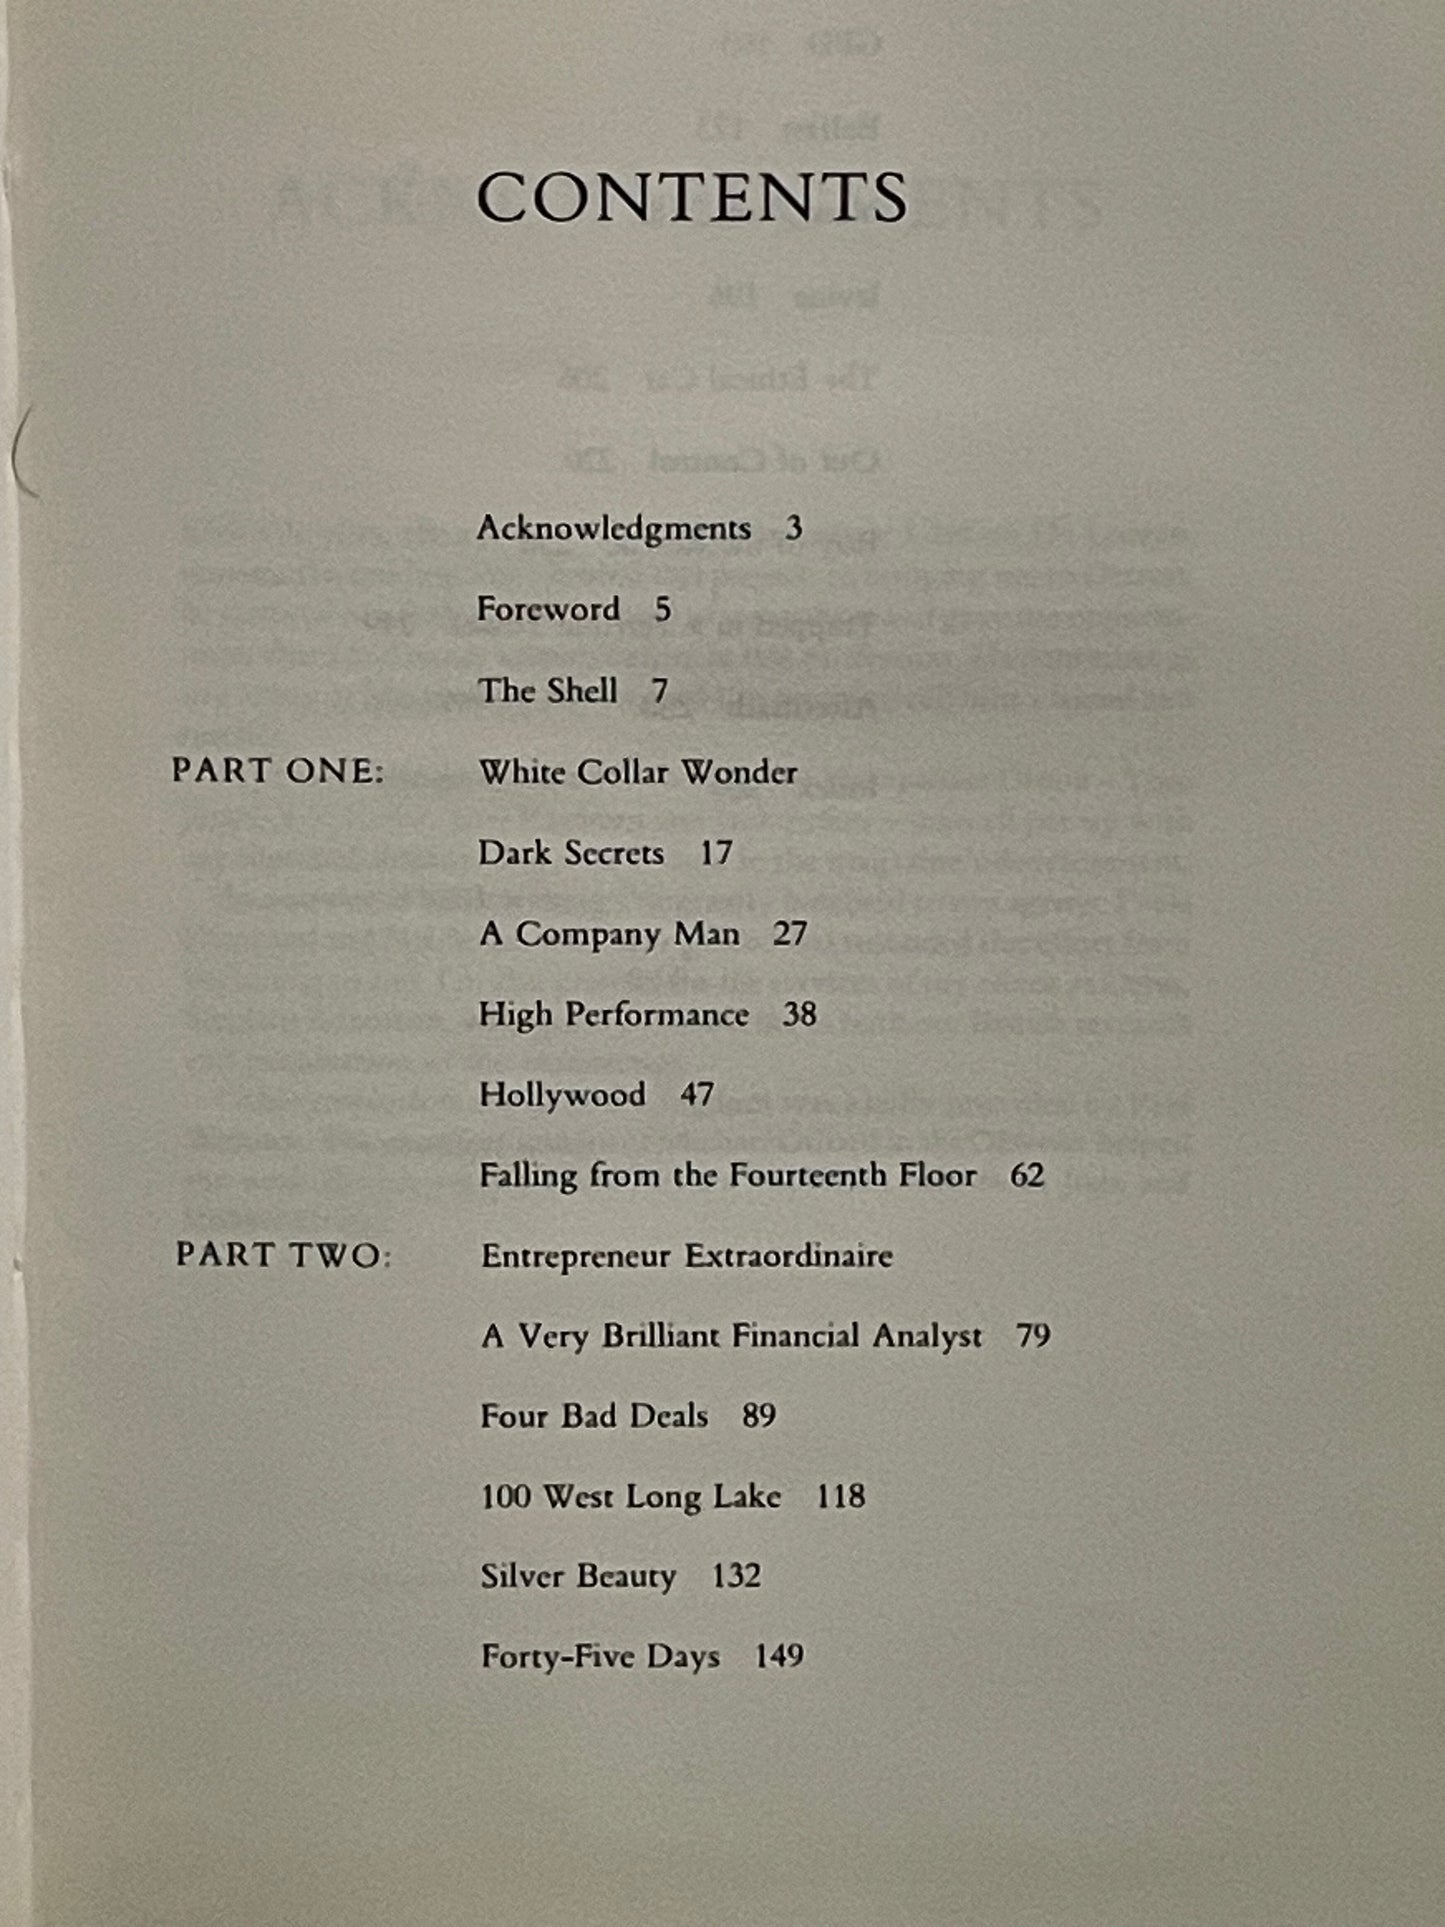 CONTENTS
Acknowledgments 3
Foreword 5
The Shell 7
PART ONE: White Collar Wonder
Dark Secrets 17
A Company Man 27
High Performance 38
Hollywood 47
Falling from the Fourteenth Floor 62
PART TWO: Entrepreneur Extraordinaire
A Very Brilliant Financial Analyst 79
Four Bad Deals 89
100 West Long Lake 118
Silver Beauty 132
Forty-Five Days 149